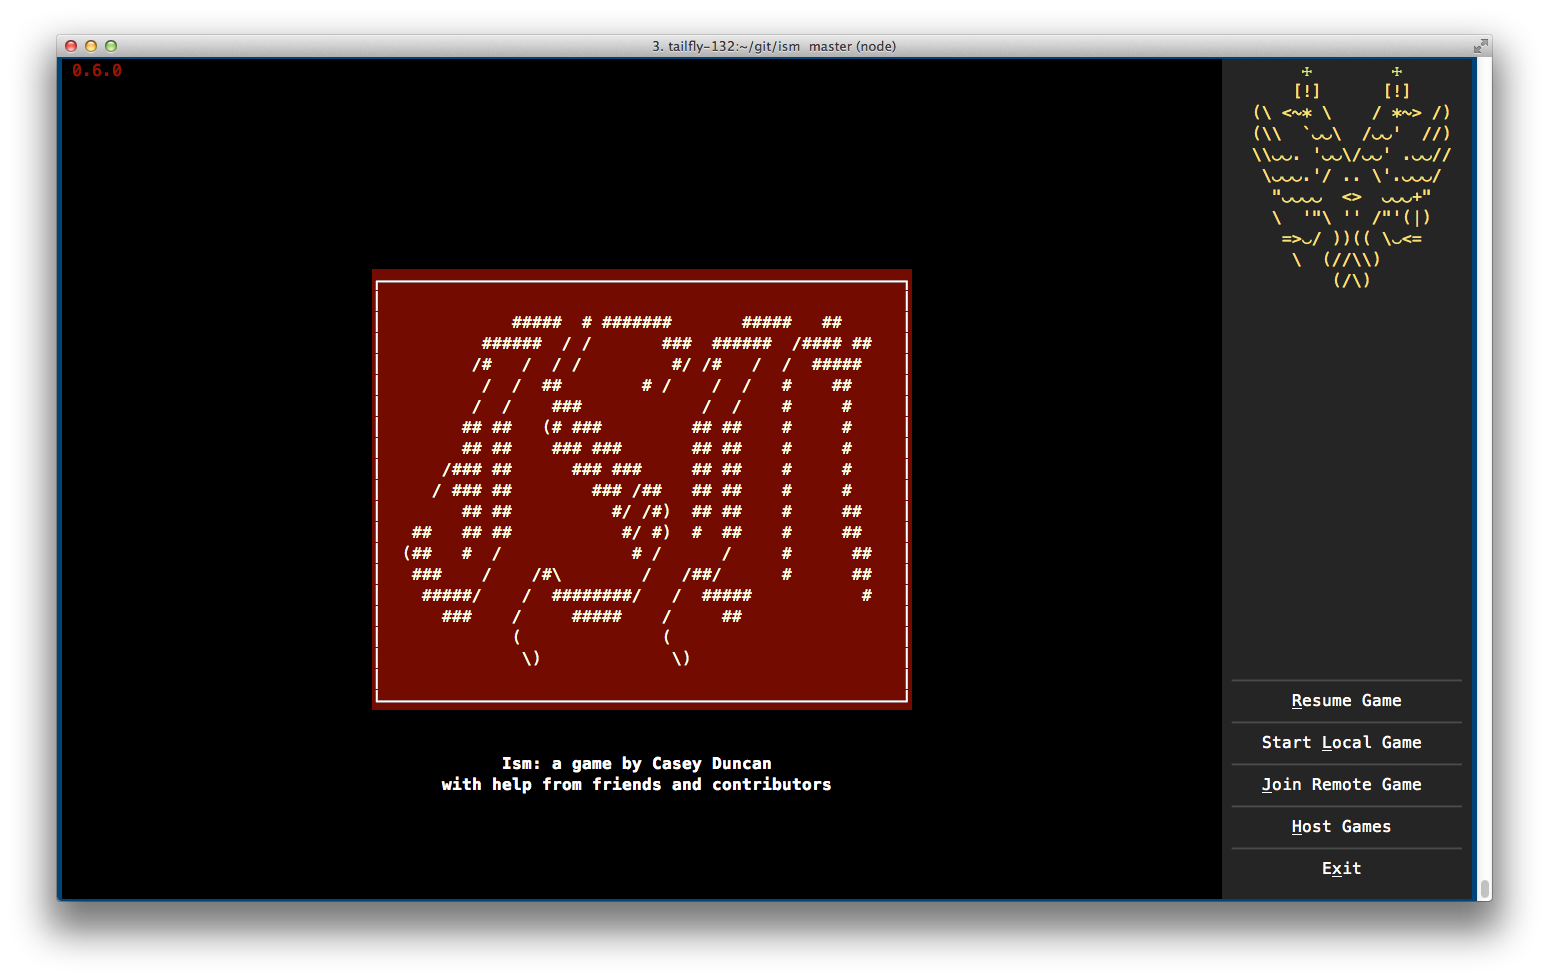 3. tailfly-132:~/git/ism  master (node)
0.6.0
Ism: a game by Casey Duncan
with help from friends and contributors
Resume Game
Start Local Game
Join Remote Game
Host Games
Exit